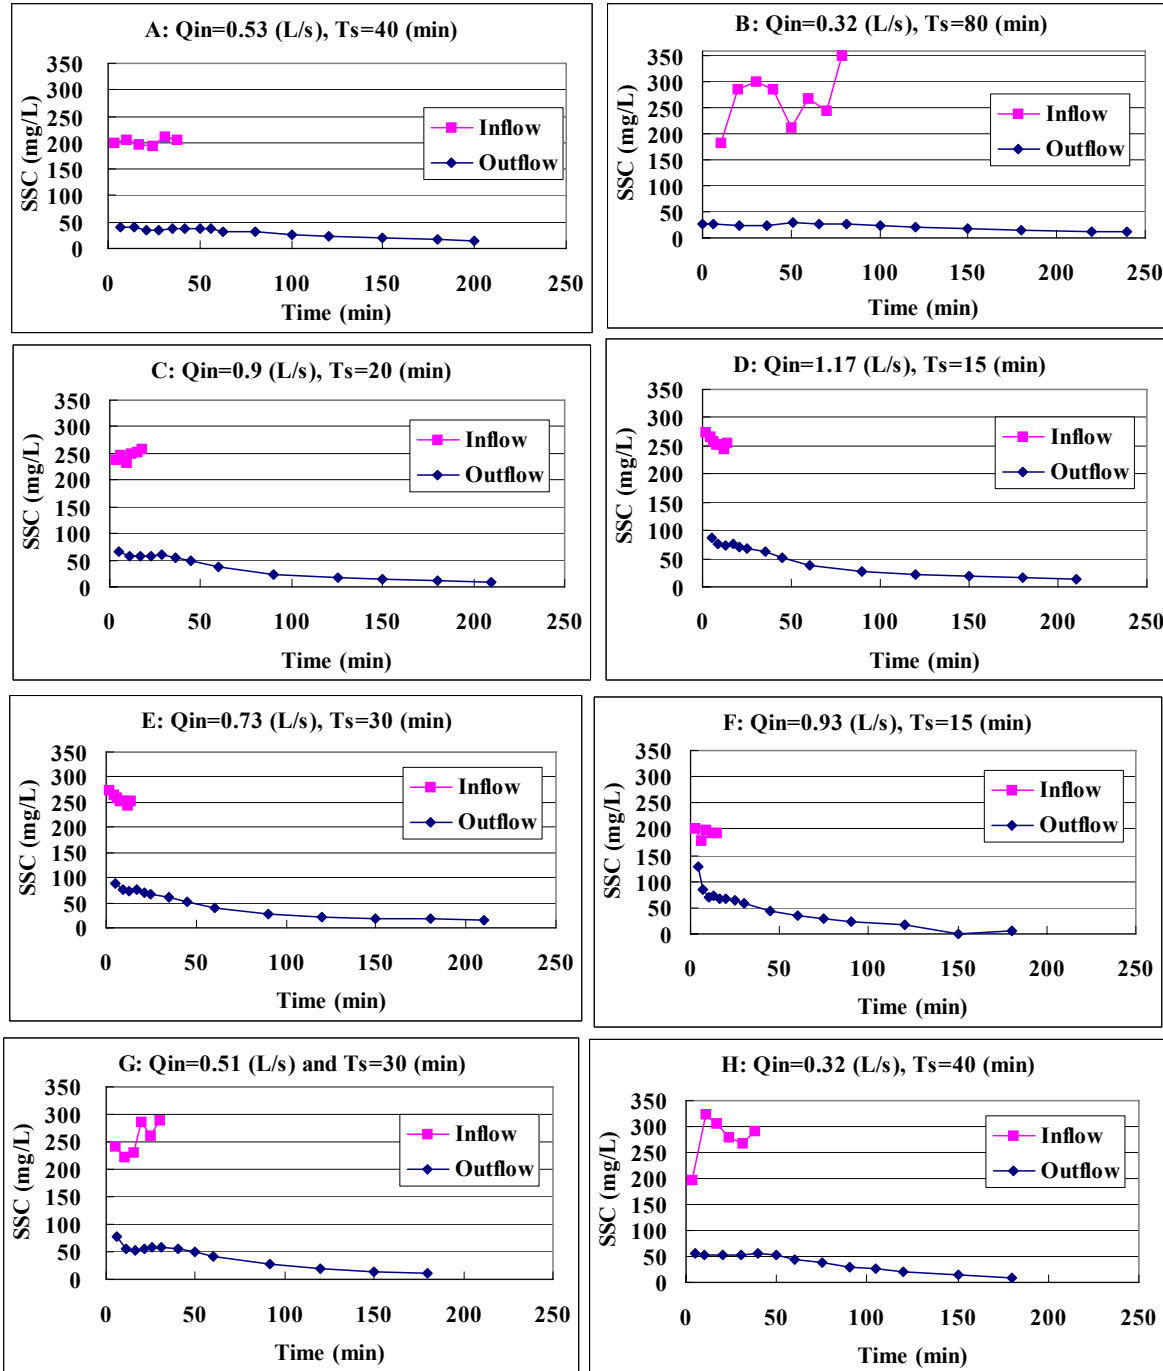 A: Qin=0.53 (L/s), Ts=40 (min)
350
300
250
200
150
100
50
0
SSC (mg/L)
Inflow
Outflow
0 50 100 150 200 250
Time (min)
B: Qin=0.32 (L/s), Ts=80 (min)
350
300
250
200
150
100
50
0
SSC (mg/L)
Inflow
Outflow
0 50 100 150 200 250
Time (min)
C: Qin=0.9 (L/s), Ts=20 (min)
350
300
250
200
150
100
50
0
SSC (mg/L)
Inflow
Outflow
0 50 100 150 200 250
Time (min)
D: Qin=1.17 (L/s), Ts=15 (min)
350
300
250
200
150
100
50
0
SSC (mg/L)
Inflow
Outflow
0 50 100 150 200 250
Time (min)
E: Qin=0.73 (L/s), Ts=30 (min)
350
300
250
200
150
100
50
0
SSC (mg/L)
Inflow
Outflow
0 50 100 150 200 250
Time (min)
F: Qin=0.93 (L/s), Ts=15 (min)
350
300
250
200
150
100
50
0
SSC (mg/L)
Inflow
Outflow
0 50 100 150 200 250
Time (min)
G: Qin=0.51 (L/s) and Ts=30 (min)
350
300
250
200
150
100
50
0
SSC (mg/L)
Inflow
Outflow
0 50 100 150 200 250
Time (min)
H: Qin=0.32 (L/s), Ts=40 (min)
350
300
250
200
150
100
50
0
SSC (mg/L)
Inflow
Outflow
0 50 100 150 200 250
Time (min)